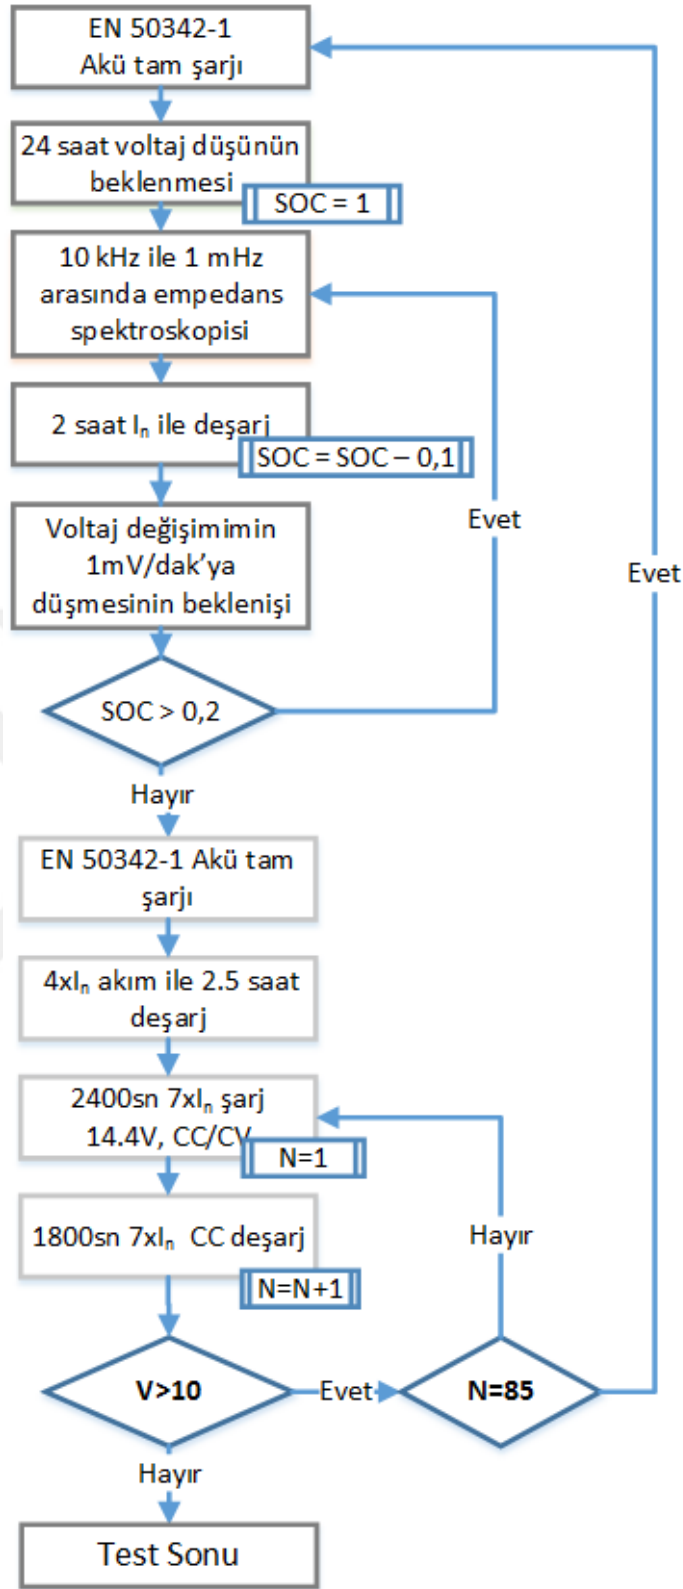 EN 50342-1
Akü tam şarjı
24 saat voltaj düşünün
beklenmesi
SOC = 1
10 kHz ile 1 mHz
arasında empedans
spektroskopisi
2 saat Iₙ ile deşarj
SOC = SOC – 0,1
Voltaj değişimimin
1mV/dak'ya
düşmesinin beklenişi
Evet
Evet
SOC > 0,2
Hayır
EN 50342-1 Akü tam
şarjı
4xIₙ akım ile 2.5 saat
deşarj
2400sn 7xIₙ şarj
14.4V, CC/CV
N=1
1800sn 7xIₙ CC deşarj
Hayır
N=N+1
V>10
Evet
N=85
Hayır
Test Sonu